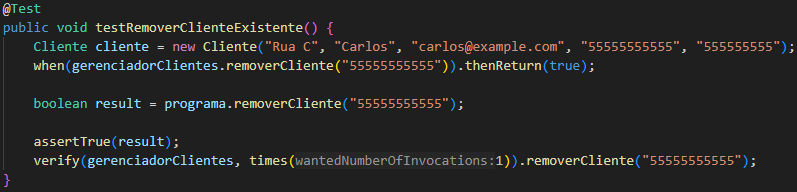 @Test
public void testRemoverClienteExistente() {
    Cliente cliente = new Cliente("Rua C", "Carlos", "carlos@example.com", "55555555555", "555555555");
    when(gerenciadorClientes.removerCliente("55555555555")).thenReturn(true);

    boolean result = programa.removerCliente("55555555555");

    assertTrue(result);
    verify(gerenciadorClientes, times(wantedNumberOfInvocations:1)).removerCliente("55555555555");
}